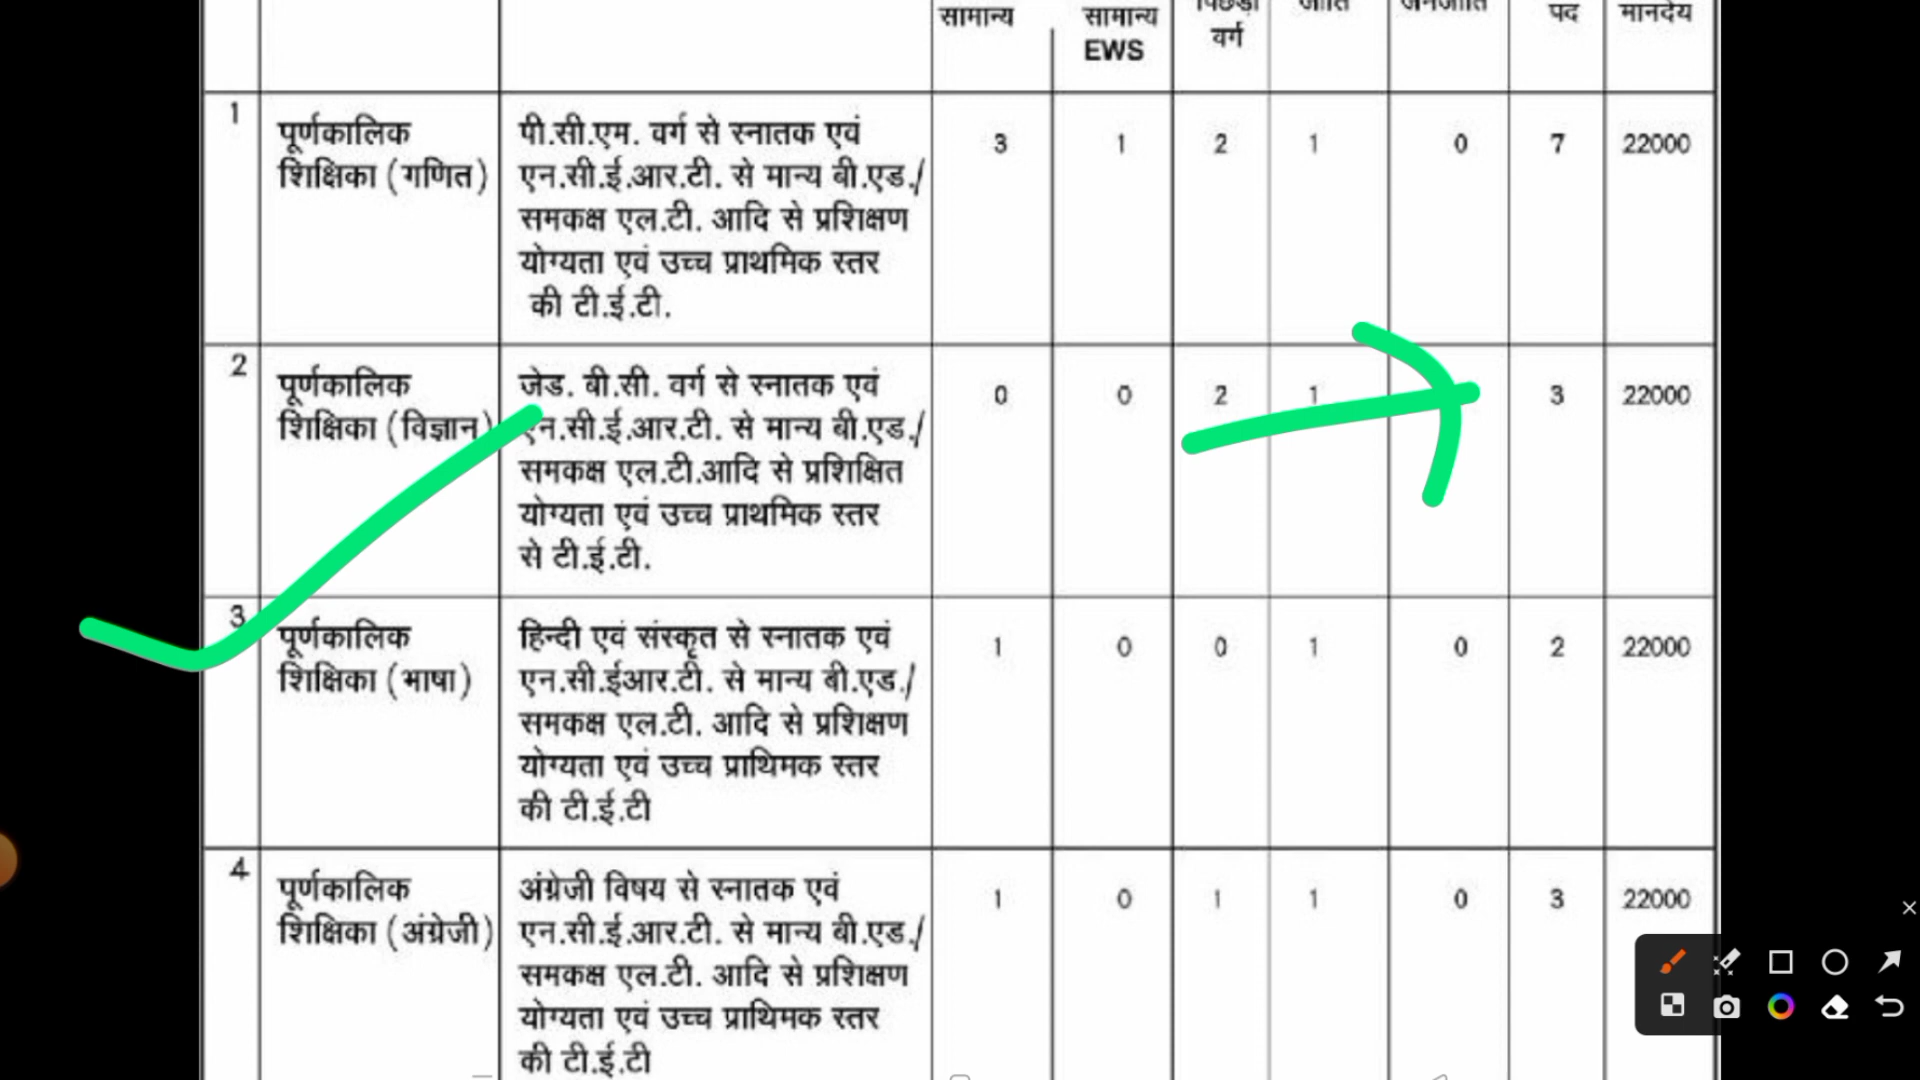 सामान्य सामान्य वर्ग पद मानदेय
EWS
1 पूर्णकालिक पी.सी.एम. वर्ग से स्नातक एवं 3 1 2 1 0 7 22000
शिक्षिका (गणित) एन.सी.ई.आर.टी. से मान्य बी.एड./
समकक्ष एल.टी. आदि से प्रशिक्षण
योग्यता एवं उच्च प्राथमिक स्तर
की टी.ई.टी.
2 पूर्णकालिक जेड. बी.सी. वर्ग से स्नातक एवं 0 0 2 1 3 22000
शिक्षिका (विज्ञान) एन.सी.ई.आर.टी. से मान्य बी.एड./
समकक्ष एल.टी.आदि से प्रशिक्षित
योग्यता एवं उच्च प्राथमिक स्तर
से टी.ई.टी.
3 पूर्णकालिक हिन्दी एवं संस्कृत से स्नातक एवं 1 0 0 1 0 2 22000
शिक्षिका (भाषा) एन.सी.ईआर.टी. से मान्य बी.एड./
समकक्ष एल.टी. आदि से प्रशिक्षण
योग्यता एवं उच्च प्राथिमक स्तर
की टी.ई.टी
4 पूर्णकालिक अंग्रेजी विषय से स्नातक एवं 1 0 1 1 0 3 22000
शिक्षिका (अंग्रेजी) एन.सी.ई.आर.टी. से मान्य बी.एड./
समकक्ष एल.टी. आदि से प्रशिक्षण
योग्यता एवं उच्च प्राथिमक स्तर
की टी.ई.टी